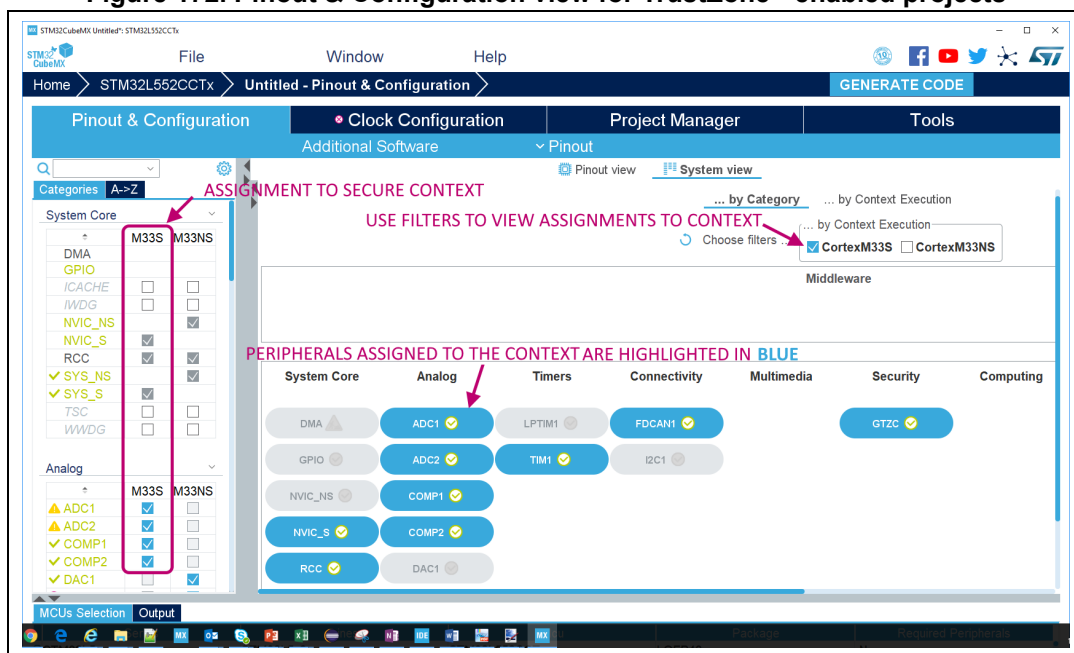 Figure 172. Pinout & Configuration view for TrustZone - enabled projects
STM32CubeMX Untitled*: STM32L552CCTx
STM32 CubeMX File Window Help
Home STM32L552CCTx Untitled - Pinout & Configuration GENERATE CODE
Pinout & Configuration Clock Configuration Project Manager Tools
Additional Software Pinout
Pinout view System view
Categories A->Z
ASSIGNMENT TO SECURE CONTEXT
... by Category ... by Context Execution
USE FILTERS TO VIEW ASSIGNMENTS TO CONTEXT
... by Context Execution
Choose filters ... CortexM33S CortexM33NS
Middleware
System Core
M33S M33NS
DMA
GPIO
ICACHE
IWDG
NVIC_NS
NVIC_S
RCC
SYS_NS
SYS_S
TSC
WWDG
Analog
M33S M33NS
ADC1
ADC2
COMP1
COMP2
DAC1
PERIPHERALS ASSIGNED TO THE CONTEXT ARE HIGHLIGHTED IN BLUE
System Core Analog Timers Connectivity Multimedia Security Computing
DMA ADC1 LPTIM1 FDCAN1 GTZC
GPIO ADC2 TIM1 I2C1
NVIC_NS COMP1
NVIC_S COMP2
RCC DAC1
MCUs Selection Output
Package Required Peripherals